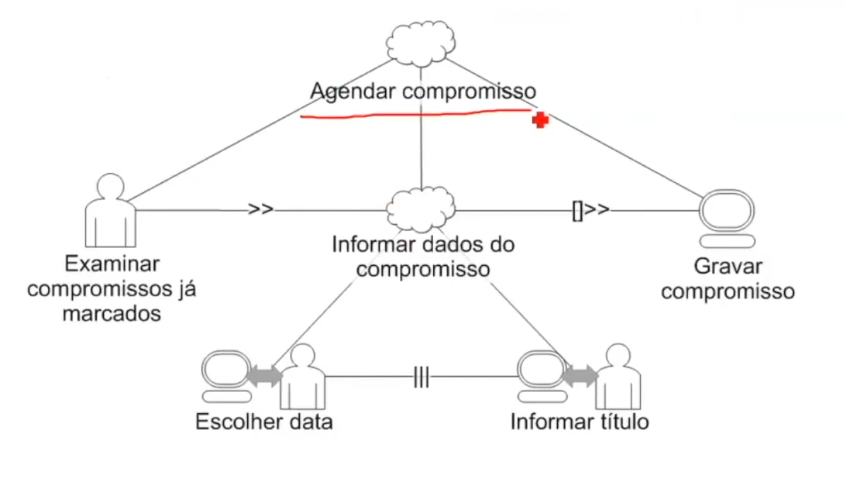 Agendar compromisso
>>
[]>>
Informar dados do
compromisso
Examinar
compromissos já
marcados
Gravar
compromisso
|||
Escolher data
Informar título